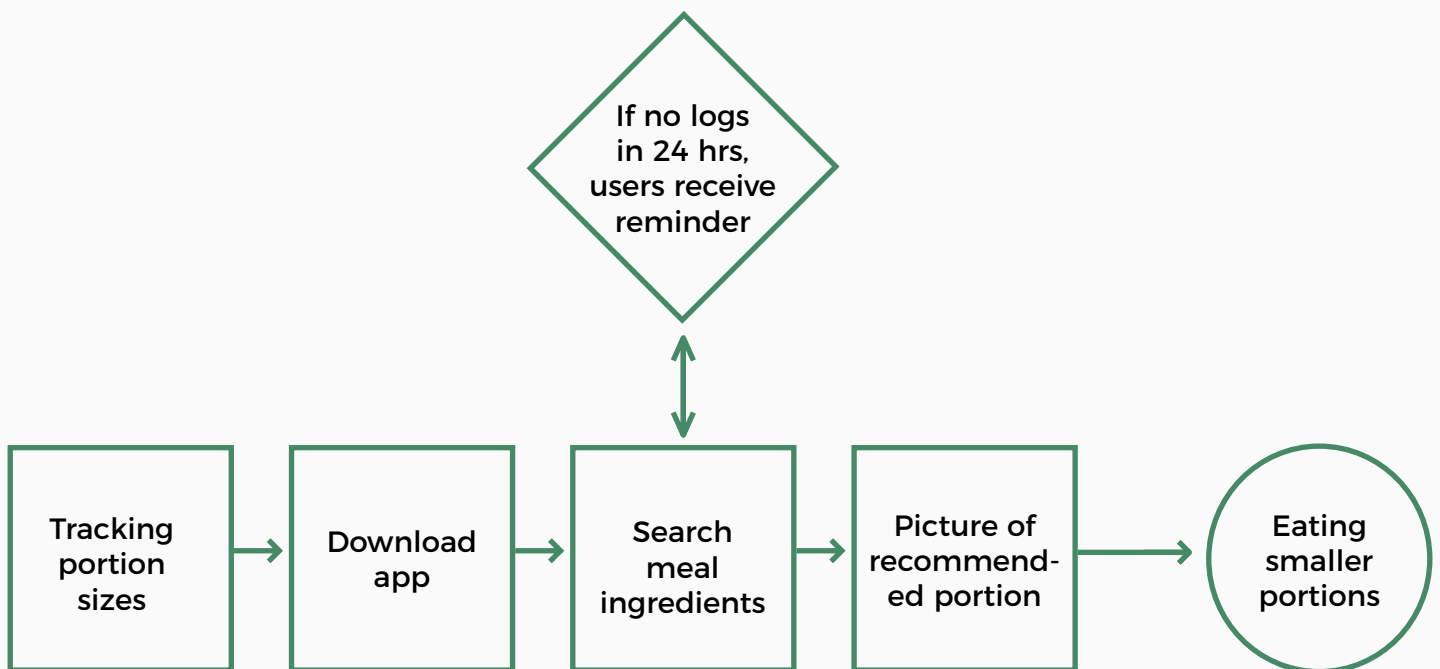 If no logs
in 24 hrs,
users receive
reminder
Tracking
portion
sizes
Download
app
Search
meal
ingredients
Picture of
recommend-
ed portion
Eating
smaller
portions